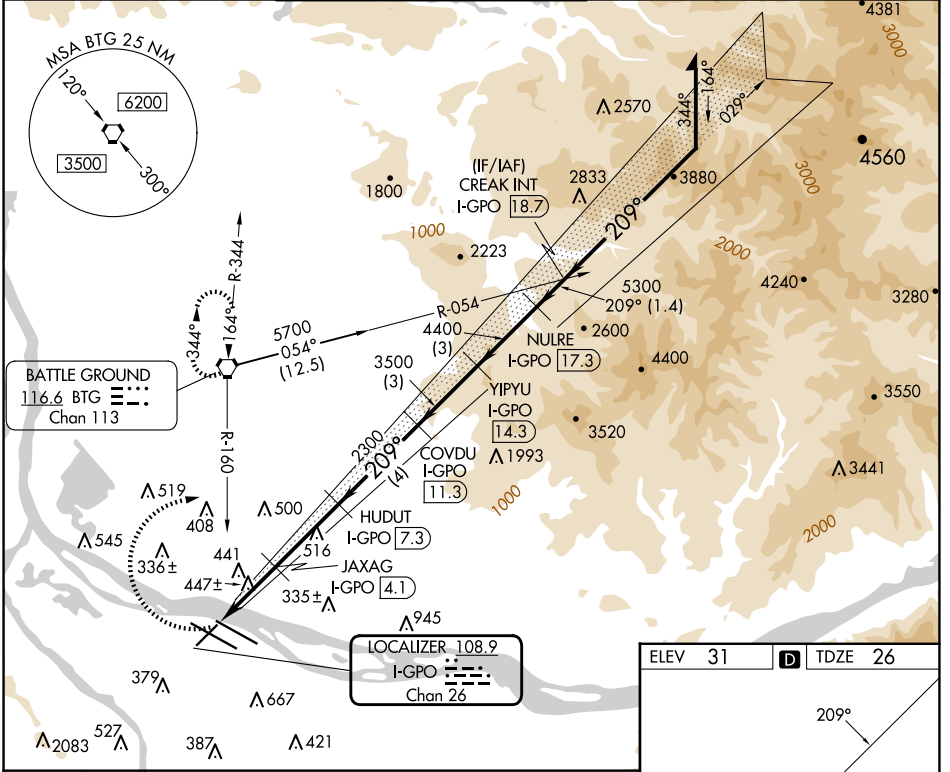 MSA BTG 25 NM
120°
6200
3500
300°
4381
3000
2570
344°
164°
029°
4560
(IF/IAF)
CREAK INT
I-GPO 18.7
2833
3880
3000
1800
1000
2223
209°
2000
R-344
5300
209° (1.4)
4240
3280
R-054
344°
164°
5700
054°
(12.5)
4400
(3)
NULRE
I-GPO 17.3
2600
4400
BATTLE GROUND
116.6 BTG
Chan 113
3500
(3)
YIPYU
I-GPO
14.3
3520
3550
R-160
2300
209°
(4)
COVDU
I-GPO
11.3
1993
3441
1000
2000
519
408
500
HUDUT
I-GPO 7.3
545
336±
441
516
447±
JAXAG
I-GPO 4.1
335±
945
LOCALIZER 108.9
I-GPO
Chan 26
379
667
2083
527
387
421
ELEV 31 D TDZE 26
209°